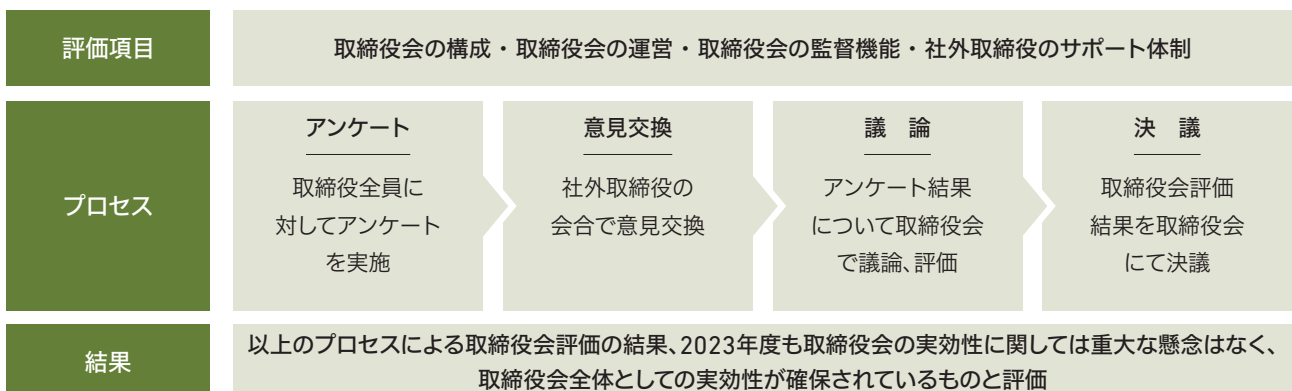 評価項目
取締役会の構成・取締役会の運営・取締役会の監督機能・社外取締役のサポート体制
プロセス
アンケート
取締役全員に
対してアンケート
を実施
意見交換
社外取締役の
会合で意見交換
議 論
アンケート結果
について取締役会
で議論、評価
決 議
取締役会評価
結果を取締役会
にて決議
結果
以上のプロセスによる取締役会評価の結果、2023年度も取締役会の実効性に関しては重大な懸念はなく、
取締役会全体としての実効性が確保されているものと評価